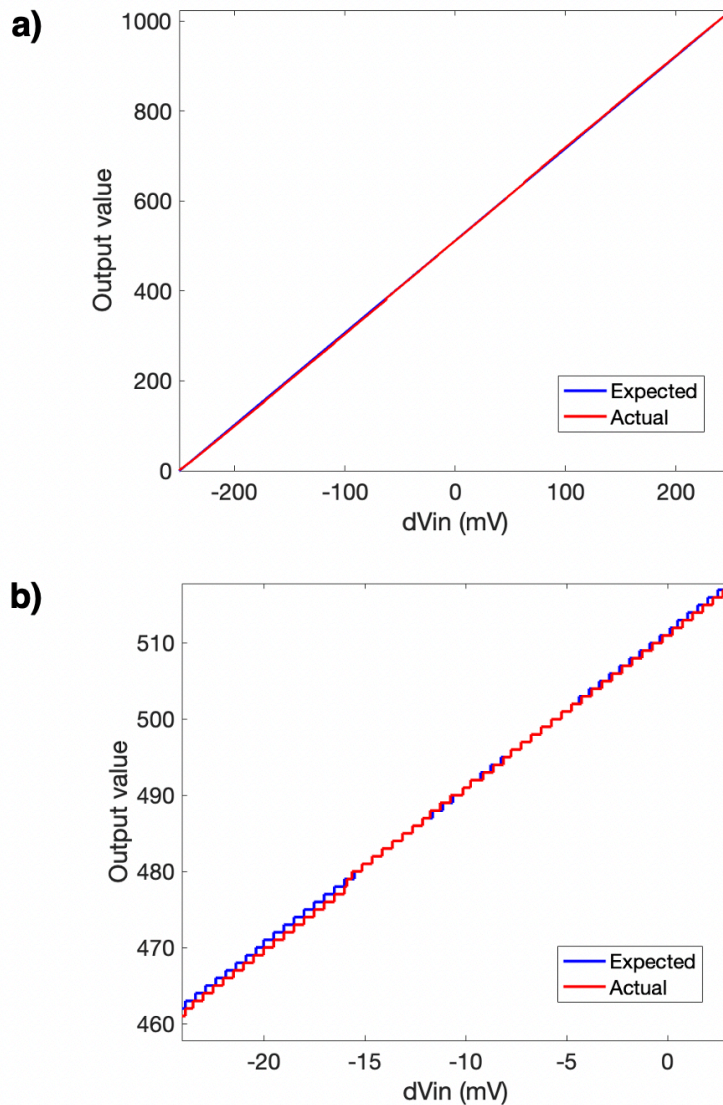 a)
1000
800
600
400
200
0
Output value
-200 -100 0 100 200
dVin (mV)
Expected
Actual
b)
510
500
490
480
470
460
Output value
-20 -15 -10 -5 0
dVin (mV)
Expected
Actual